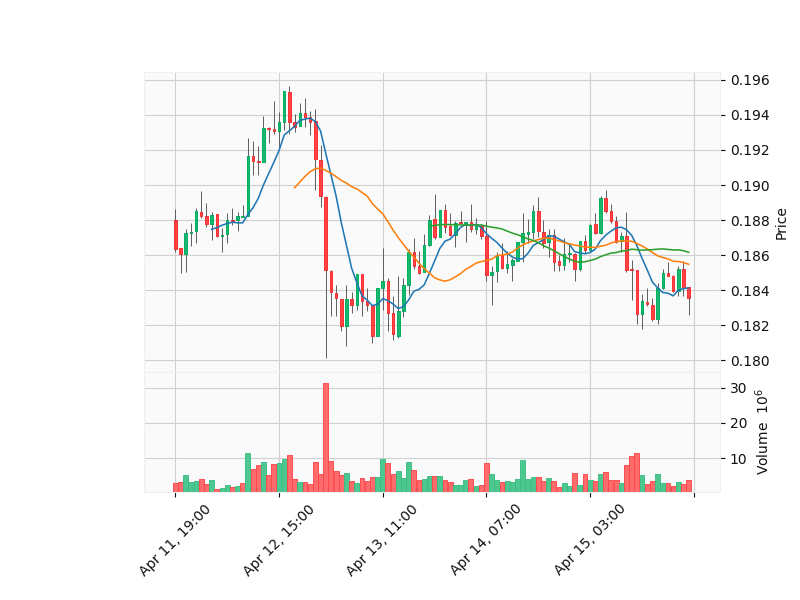 0.196
0.194
0.192
0.190
0.188
0.186
0.184
0.182
0.180
Price
30
20
10
Volume 10^6
Apr 11, 19:00
Apr 12, 15:00
Apr 13, 11:00
Apr 14, 07:00
Apr 15, 03:00